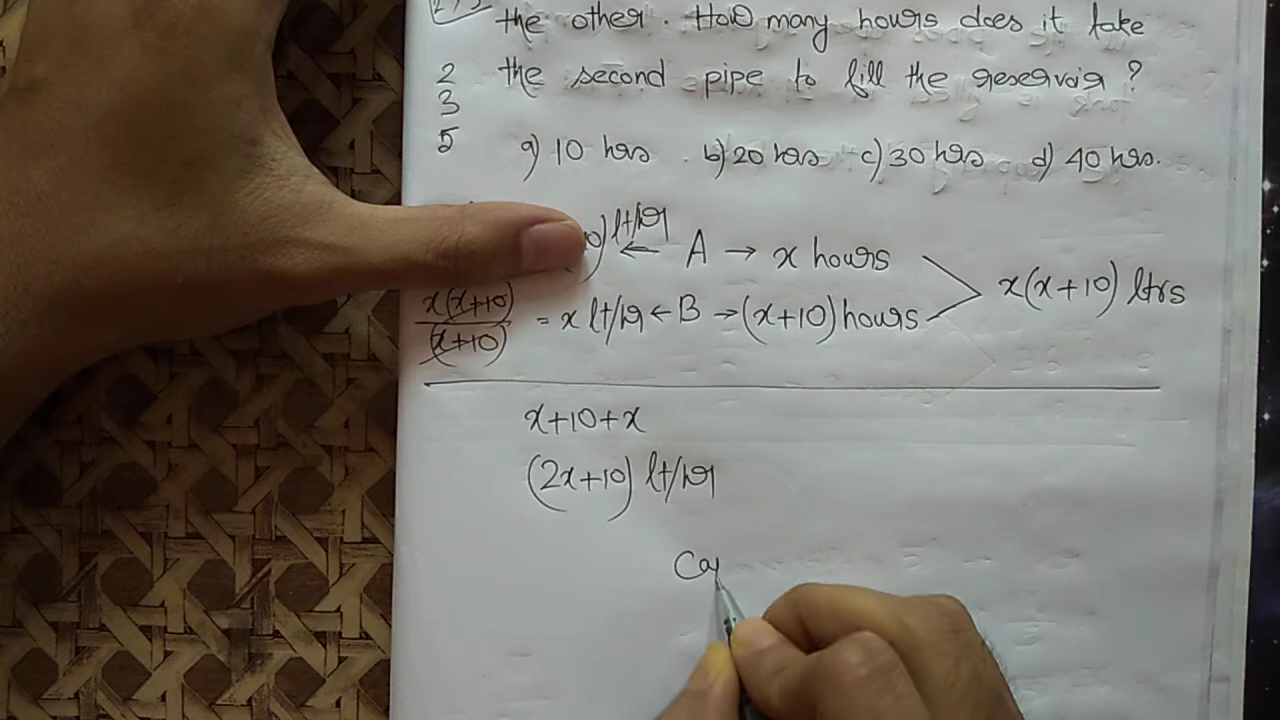 the other. How many hours does it take
2 the second pipe to fill the reservoir?
3
5 a) 10 hrs. b) 20 hrs c) 30 hrs d) 40 hrs.
lt/hr ← A → x hours
x(x+10) ltrs
x(x+10)/(x+10) = x lt/hr ← B → (x+10) hours
x+10+x
(2x+10) lt/hr